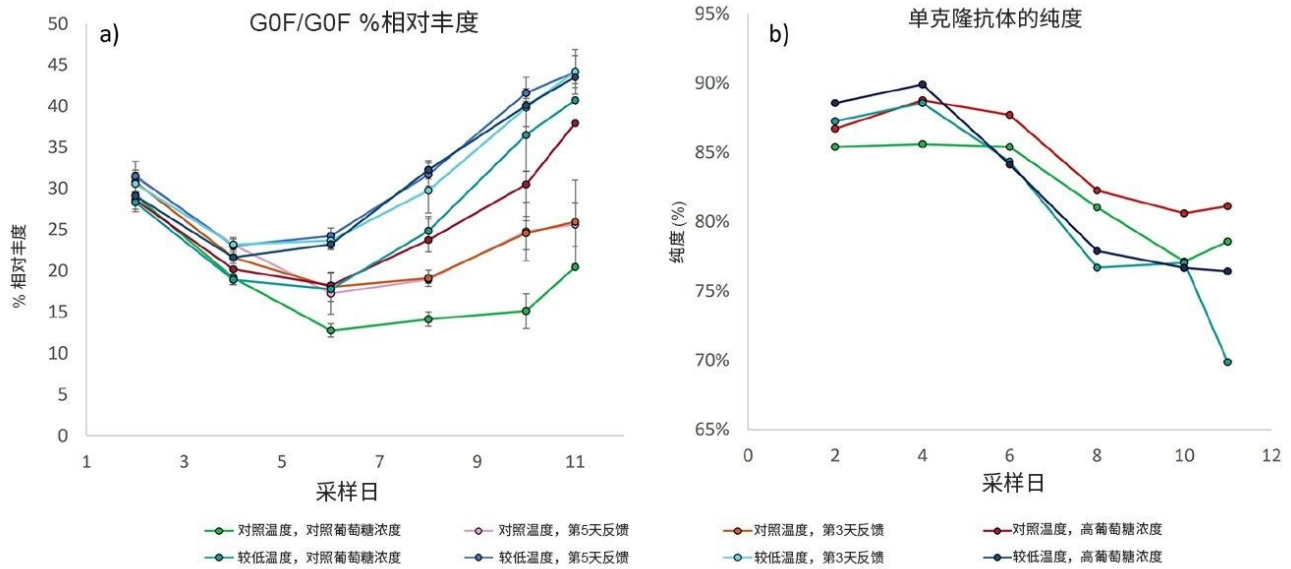 a)
G0F/G0F %相对丰度
50
45
40
35
30
25
20
15
10
5
0
% 相对丰度
1 3 5 7 9 11
采样日
b)
单克隆抗体的纯度
95%
90%
85%
80%
75%
70%
65%
纯度 (%)
0 2 4 6 8 10 12
采样日
对照温度，对照葡萄糖浓度 对照温度，第5天反馈 对照温度，第3天反馈 对照温度，高葡萄糖浓度
较低温度，对照葡萄糖浓度 较低温度，第5天反馈 较低温度，第3天反馈 较低温度，高葡萄糖浓度